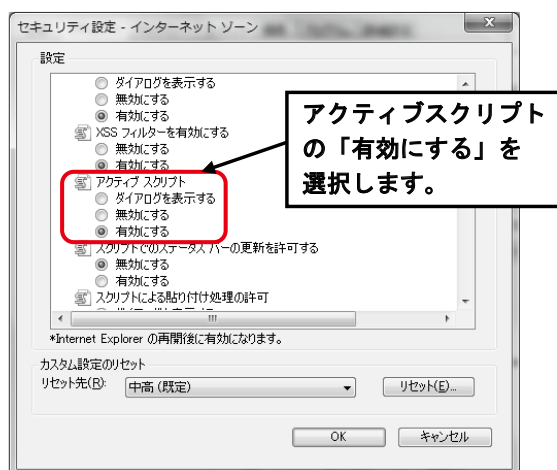 セキュリティ設定 - インターネット ゾーン
設定
ダイアログを表示する
無効にする
有効にする
XSS フィルターを有効にする
無効にする
有効にする
アクティブ スクリプト
ダイアログを表示する
無効にする
有効にする
スクリプトでのステータス バーの更新を許可する
無効にする
有効にする
スクリプトによる貼り付け処理の許可
アクティブスクリプト
の「有効にする」を
選択します。
*Internet Explorer の再開後に有効になります。
カスタム設定のリセット
リセット先(R):
中高 (既定)
リセット(E)...
OK
キャンセル